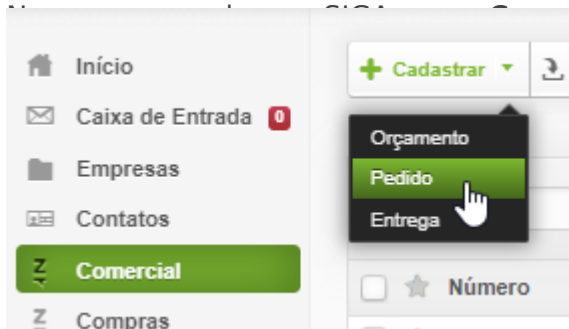 Início
Caixa de Entrada 0
Empresas
Contatos
Comercial
Compras
+ Cadastrar
Orçamento
Pedido
Entrega
Número